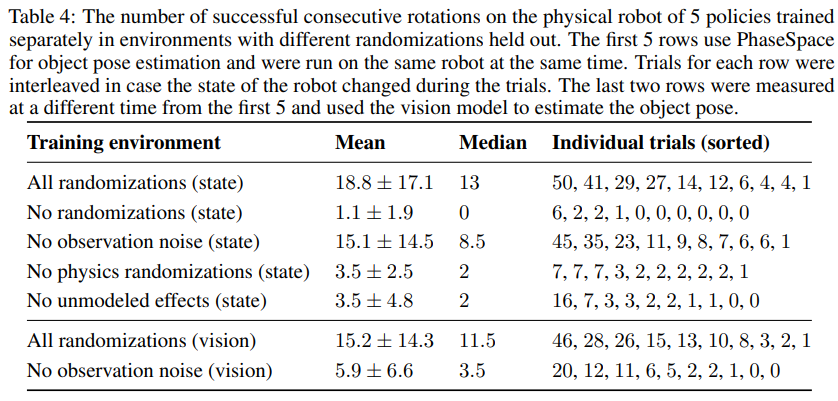 Table 4: The number of successful consecutive rotations on the physical robot of 5 policies trained
separately in environments with different randomizations held out. The first 5 rows use PhaseSpace
for object pose estimation and were run on the same robot at the same time. Trials for each row were
interleaved in case the state of the robot changed during the trials. The last two rows were measured
at a different time from the first 5 and used the vision model to estimate the object pose.
Training environment Mean Median Individual trials (sorted)
All randomizations (state) 18.8 ± 17.1 13 50, 41, 29, 27, 14, 12, 6, 4, 4, 1
No randomizations (state) 1.1 ± 1.9 0 6, 2, 2, 1, 0, 0, 0, 0, 0, 0
No observation noise (state) 15.1 ± 14.5 8.5 45, 35, 23, 11, 9, 8, 7, 6, 6, 1
No physics randomizations (state) 3.5 ± 2.5 2 7, 7, 7, 3, 2, 2, 2, 2, 2, 1
No unmodeled effects (state) 3.5 ± 4.8 2 16, 7, 3, 3, 2, 2, 1, 1, 0, 0
All randomizations (vision) 15.2 ± 14.3 11.5 46, 28, 26, 15, 13, 10, 8, 3, 2, 1
No observation noise (vision) 5.9 ± 6.6 3.5 20, 12, 11, 6, 5, 2, 2, 1, 0, 0